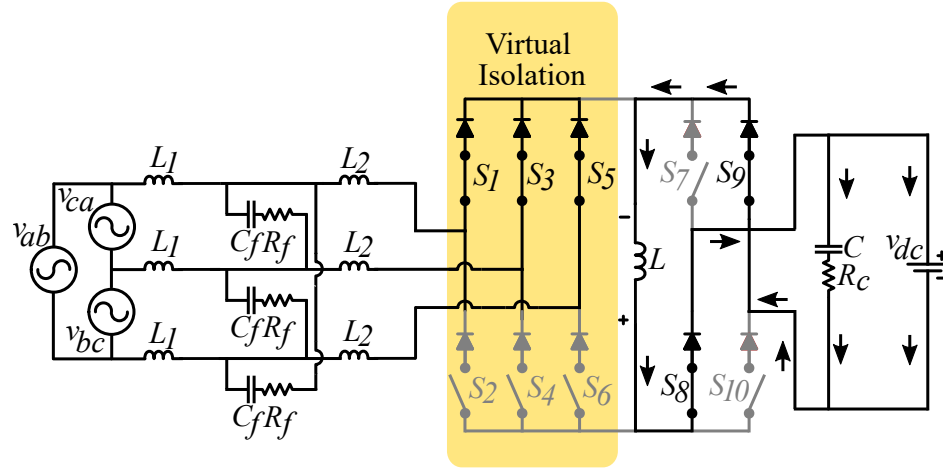 Virtual
Isolation
L1
L2
vca
CfRf
vab
L1
L2
vbc
CfRf
L1
L2
CfRf
S1
S3
S5
S7
S9
S2
S4
S6
S8
S10
-
L
+
C
Rc
vdc
+
-